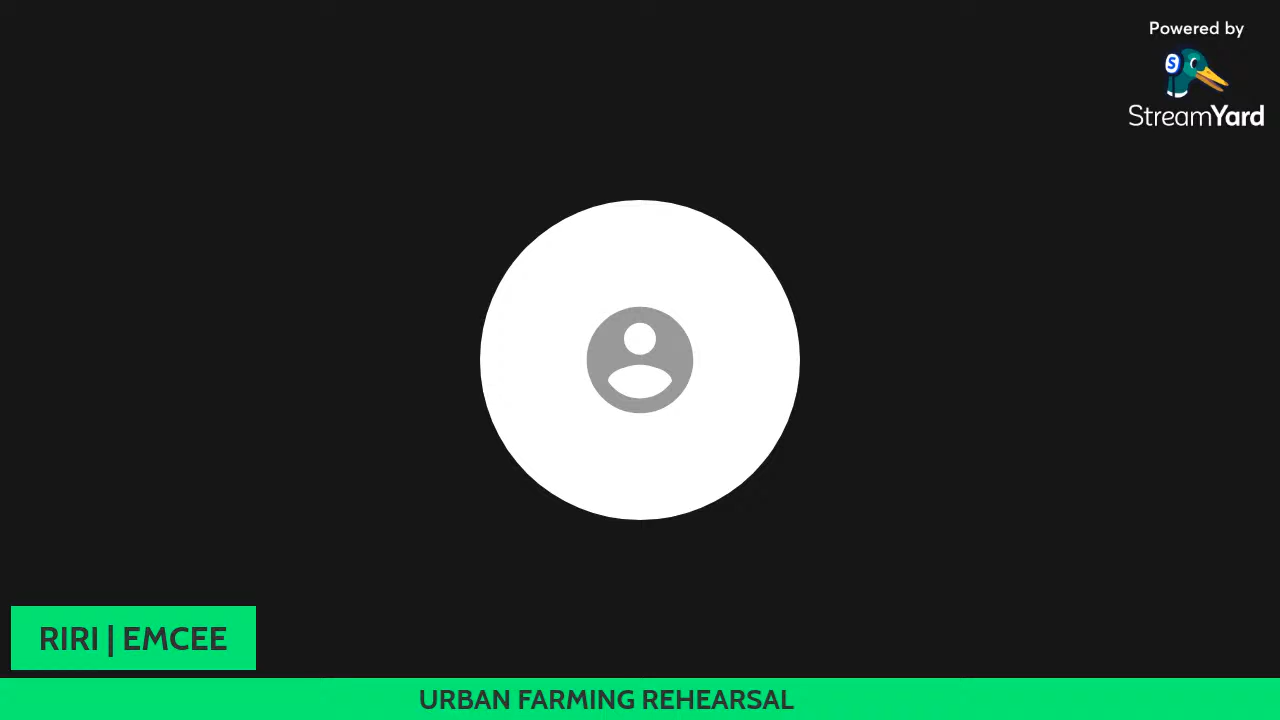 Powered by
S
StreamYard
RIRI | EMCEE
URBAN FARMING REHEARSAL